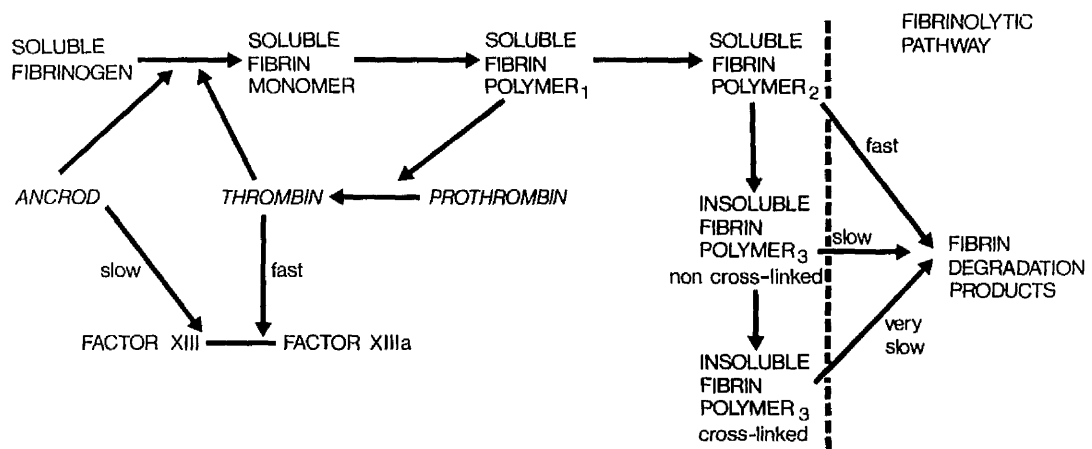 SOLUBLE
FIBRINOGEN
SOLUBLE
FIBRIN
MONOMER
SOLUBLE
FIBRIN
POLYMER1
SOLUBLE
FIBRIN
POLYMER2
FIBRINOLYTIC
PATHWAY
fast
ANCROD
THROMBIN
PROTHROMBIN
INSOLUBLE
FIBRIN
POLYMER3
non cross-linked
slow
FIBRIN
DEGRADATION
PRODUCTS
slow
fast
FACTOR XIII
FACTOR XIIIa
very
slow
INSOLUBLE
FIBRIN
POLYMER3
cross-linked